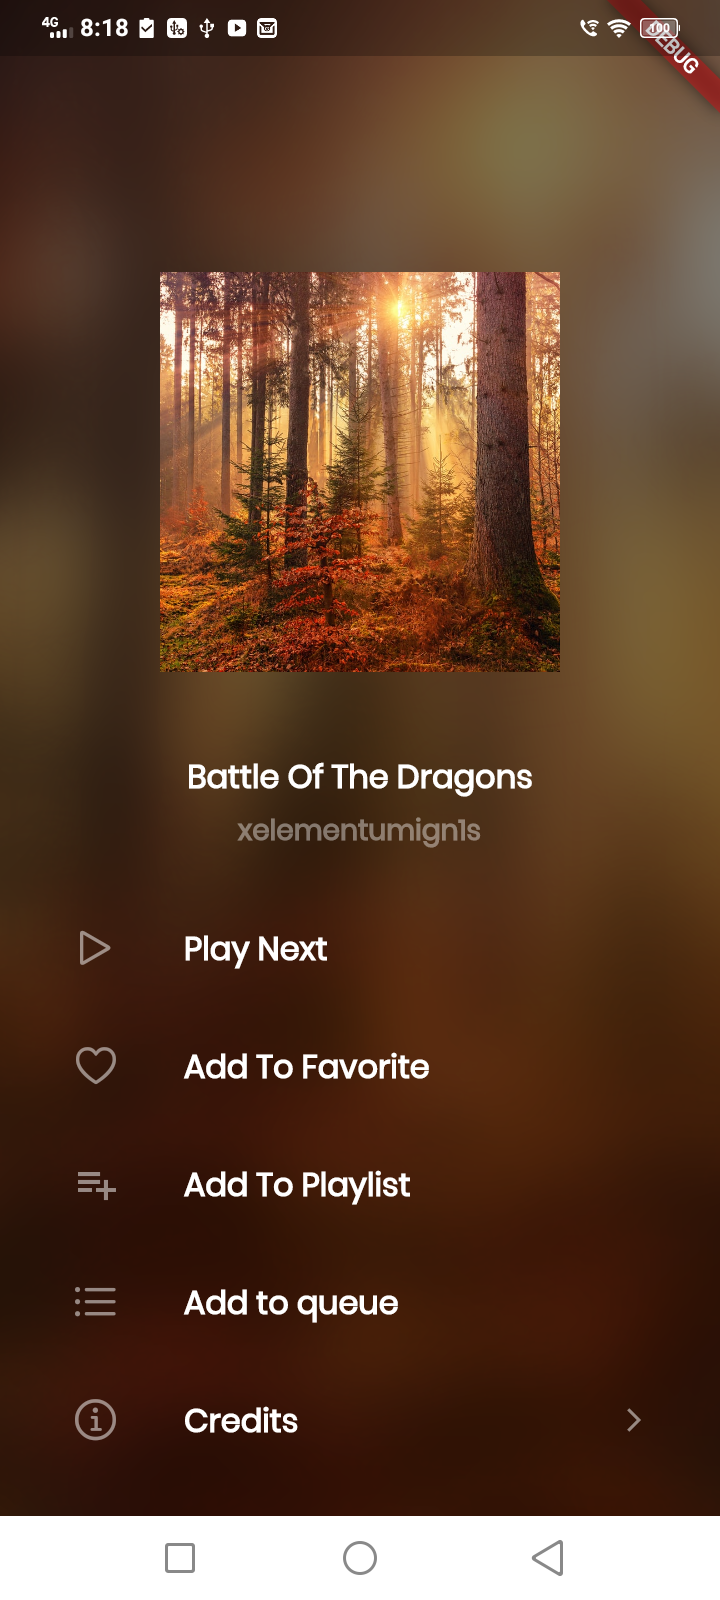 4G 8:18 100
DEBUG
Battle Of The Dragons
xelementumign1s
Play Next
Add To Favorite
Add To Playlist
Add to queue
Credits